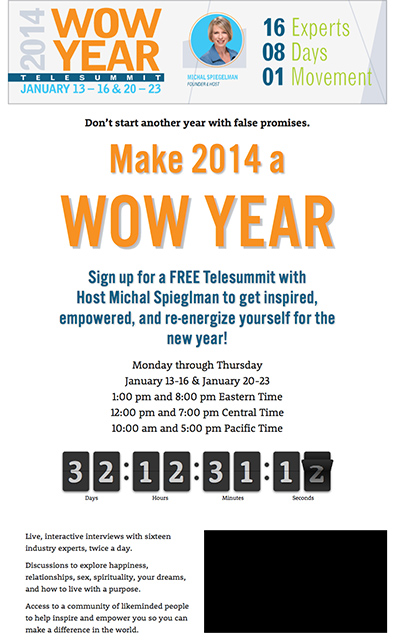 2014
WOW
YEAR
TELESUMMIT
JANUARY 13 – 16 & 20 – 23
MICHAL SPIEGELMAN
FOUNDER & HOST
16 Experts
08 Days
01 Movement
Don't start another year with false promises.
Make 2014 a
WOW YEAR
Sign up for a FREE Telesummit with
Host Michal Spieglman to get inspired,
empowered, and re-energize yourself for the
new year!
Monday through Thursday
January 13-16 & January 20-23
1:00 pm and 8:00 pm Eastern Time
12:00 pm and 7:00 pm Central Time
10:00 am and 5:00 pm Pacific Time
32:12:31:12
Days Hours Minutes Seconds
Live, interactive interviews with sixteen
industry experts, twice a day.
Discussions to explore happiness,
relationships, sex, spirituality, your dreams,
and how to live with a purpose.
Access to a community of likeminded people
to help inspire and empower you so you can
make a difference in the world.